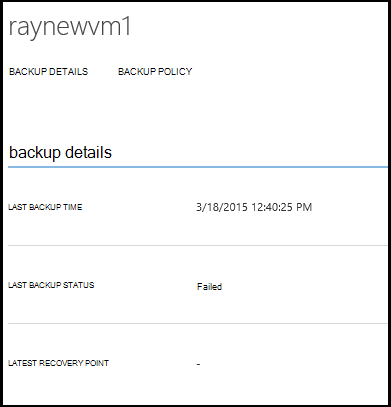 raynewvm1
BACKUP DETAILS BACKUP POLICY
backup details
LAST BACKUP TIME 3/18/2015 12:40:25 PM
LAST BACKUP STATUS Failed
LATEST RECOVERY POINT -